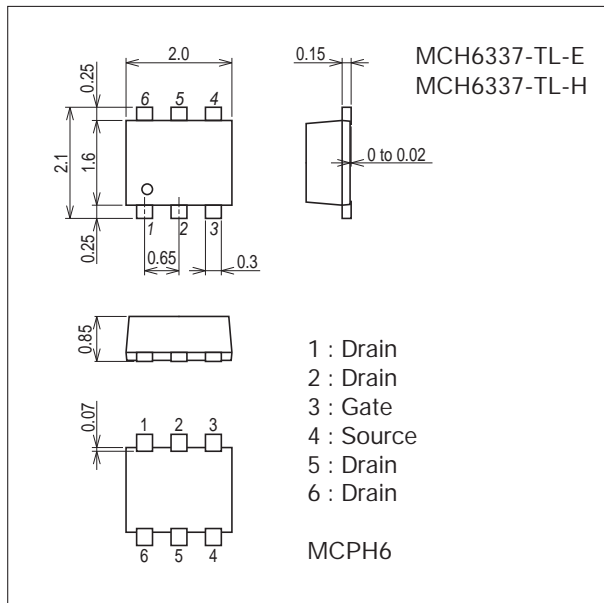 2.0
0.15
MCH6337-TL-E
MCH6337-TL-H
0.25
6 5 4
2.1
1.6
0 to 0.02
0.25
1 2 3
0.65
0.3
0.85
1 : Drain
2 : Drain
3 : Gate
4 : Source
5 : Drain
6 : Drain
0.07
1 2 3
6 5 4
MCPH6